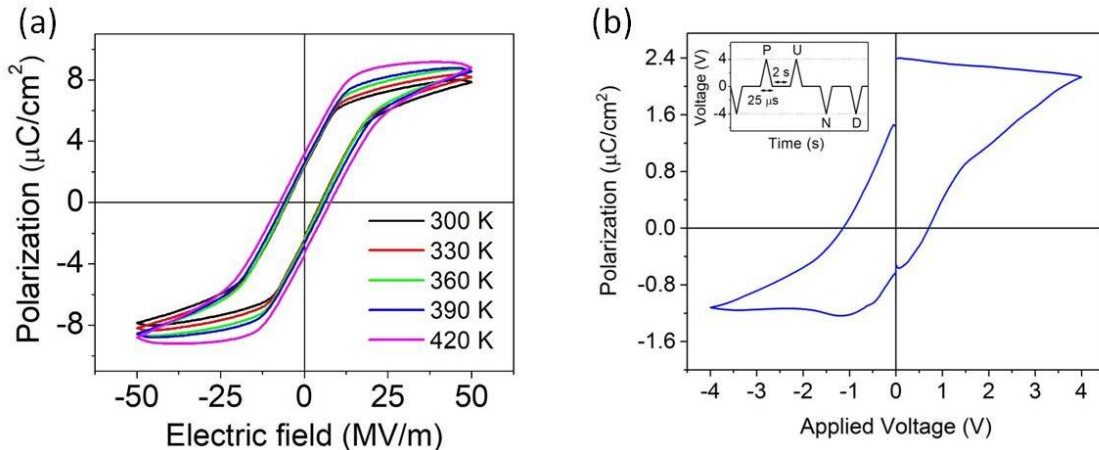 (a)
Polarization (μC/cm²)
8
4
0
-4
-8
-50
-25
0
25
50
Electric field (MV/m)
300 K
330 K
360 K
390 K
420 K
(b)
Polarization (μC/cm²)
2.4
1.6
0.8
0.0
-0.8
-1.6
-4
-3
-2
-1
0
1
2
3
4
Applied Voltage (V)
Voltage (V)
4
0
-4
P
U
2 s
25 μs
N
D
Time (s)